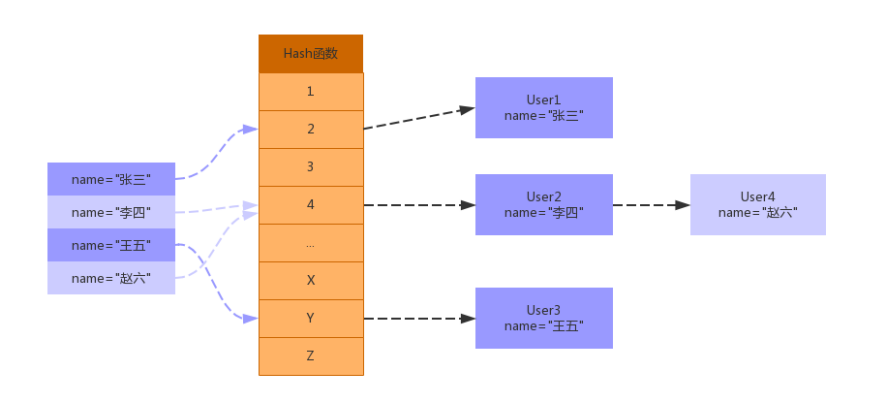 name="张三"
name="李四"
name="王五"
name="赵六"
Hash函数
1
2
3
4
...
X
Y
Z
User1
name="张三"
User2
name="李四"
User4
name="赵六"
User3
name="王五"